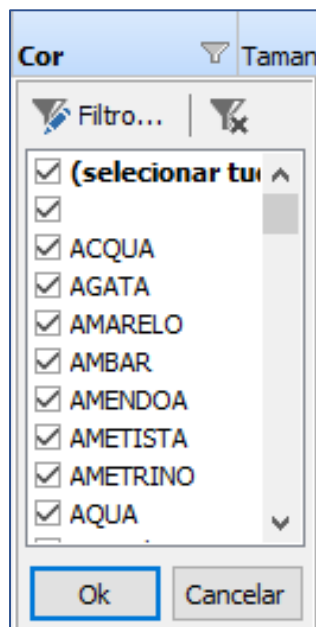 Cor Taman
Filtro...
(selecionar tu
ACQUA
AGATA
AMARELO
AMBAR
AMENDOA
AMETISTA
AMETRINO
AQUA
Ok Cancelar